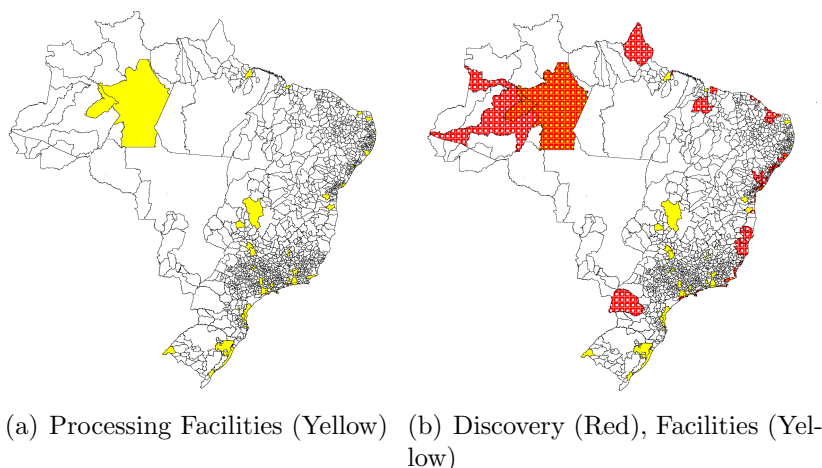 (a) Processing Facilities (Yellow)
(b) Discovery (Red), Facilities (Yel-
low)